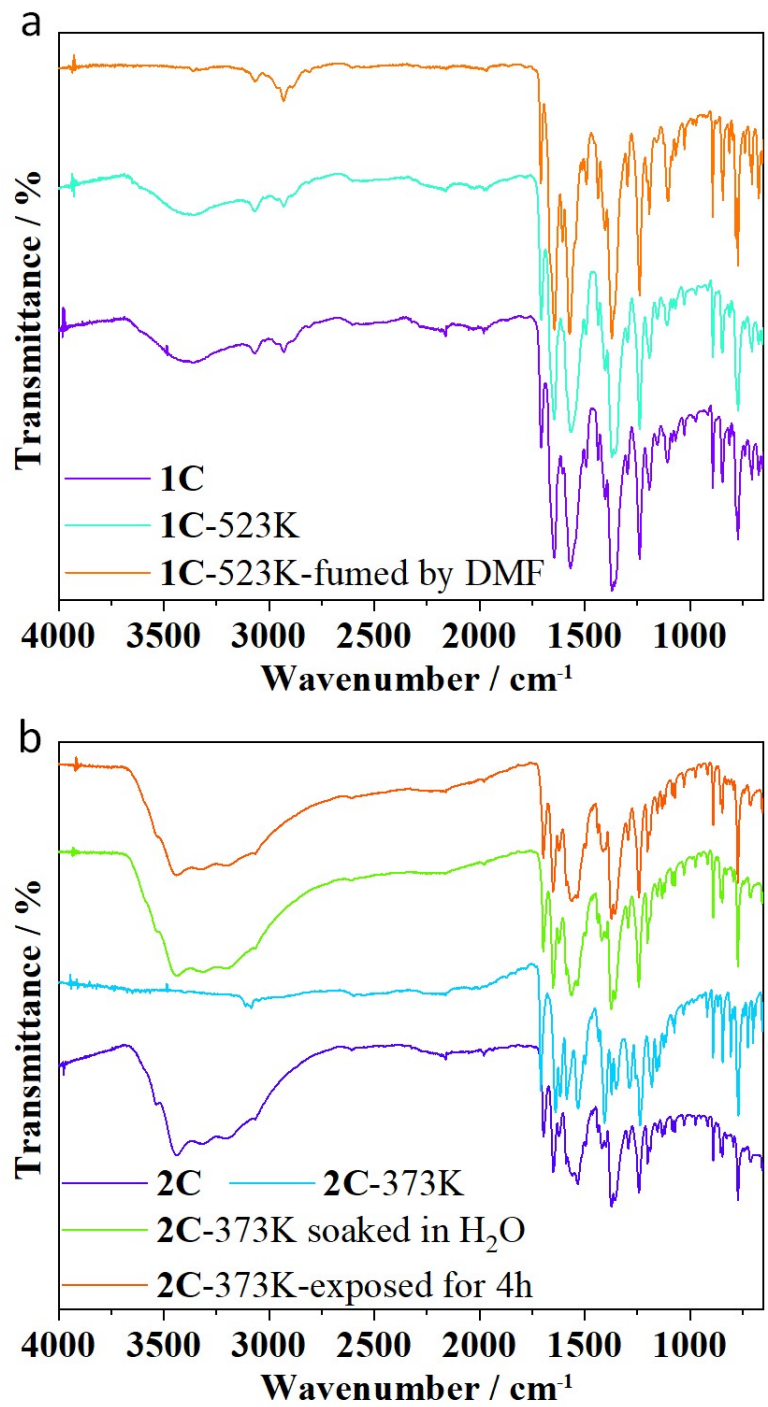 a
Transmittance / %
1C
1C-523K
1C-523K-fumed by DMF
4000 3500 3000 2500 2000 1500 1000
Wavenumber / cm⁻¹
b
Transmittance / %
2C 2C-373K
2C-373K soaked in H₂O
2C-373K-exposed for 4h
4000 3500 3000 2500 2000 1500 1000
Wavenumber / cm⁻¹